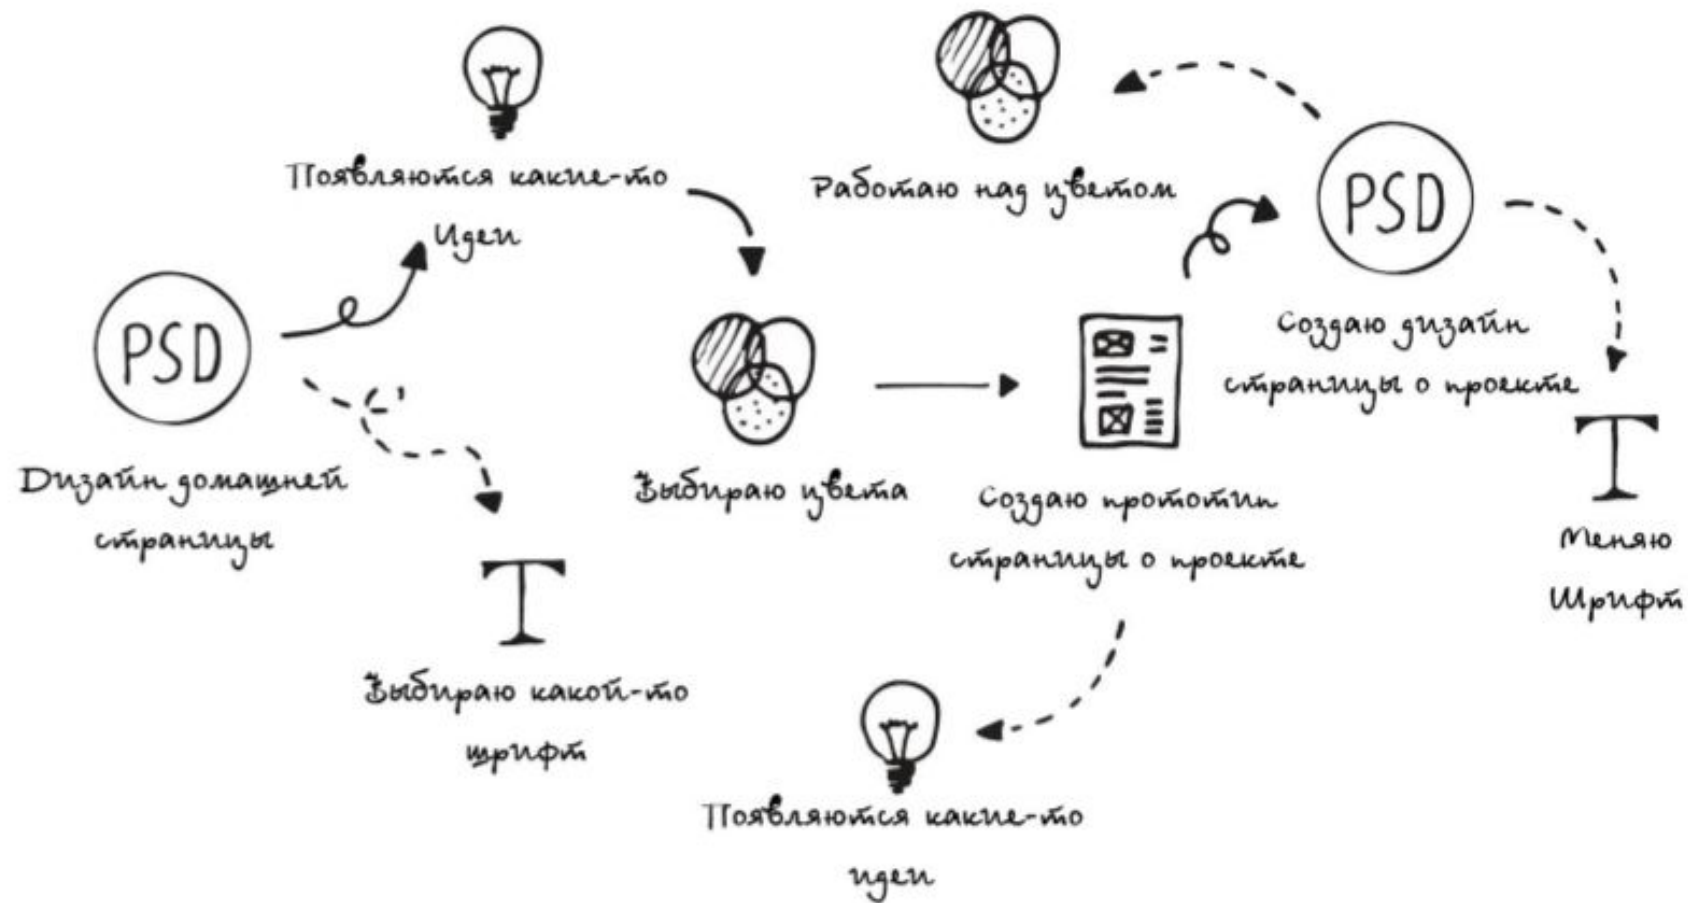 PSD
Дизайн домашней
страницы
Появляются какие-то
Идеи
Выбираю какой-то
шрифт
Выбираю цвета
Создаю прототип
страницы о проекте
Появляются какие-то
идеи
PSD
Создаю дизайн
страницы о проекте
Работаю над цветом
T
Меняю
Шрифт
T